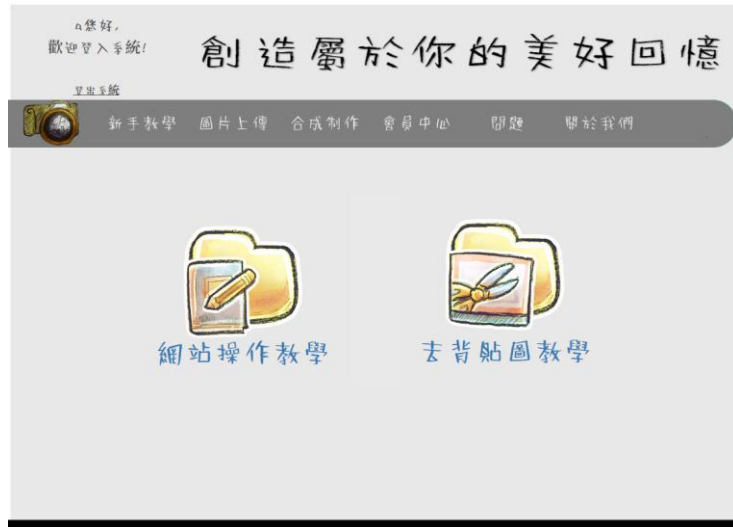 a您好,
歡迎登入系統!
登出系統
創造屬於你的美好回憶
新手教學 圖片上傳 合成制作 會員中心 問題 關於我們
網站操作教學 去背貼圖教學